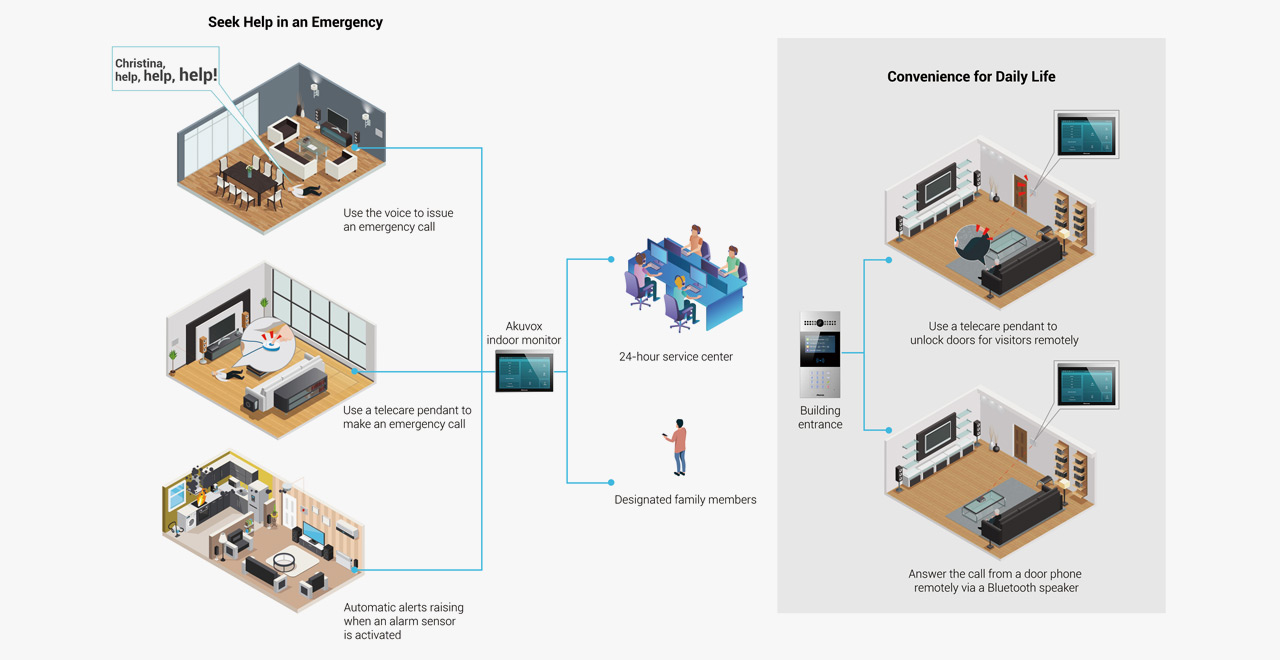 Seek Help in an Emergency
Christina,
help, help, help!
Use the voice to issue
an emergency call
Use a telecare pendant to
make an emergency call
Automatic alerts raising
when an alarm sensor
is activated
Akuvox
indoor monitor
24-hour service center
Designated family members
Convenience for Daily Life
Building
entrance
Use a telecare pendant to
unlock doors for visitors remotely
Answer the call from a door phone
remotely via a Bluetooth speaker